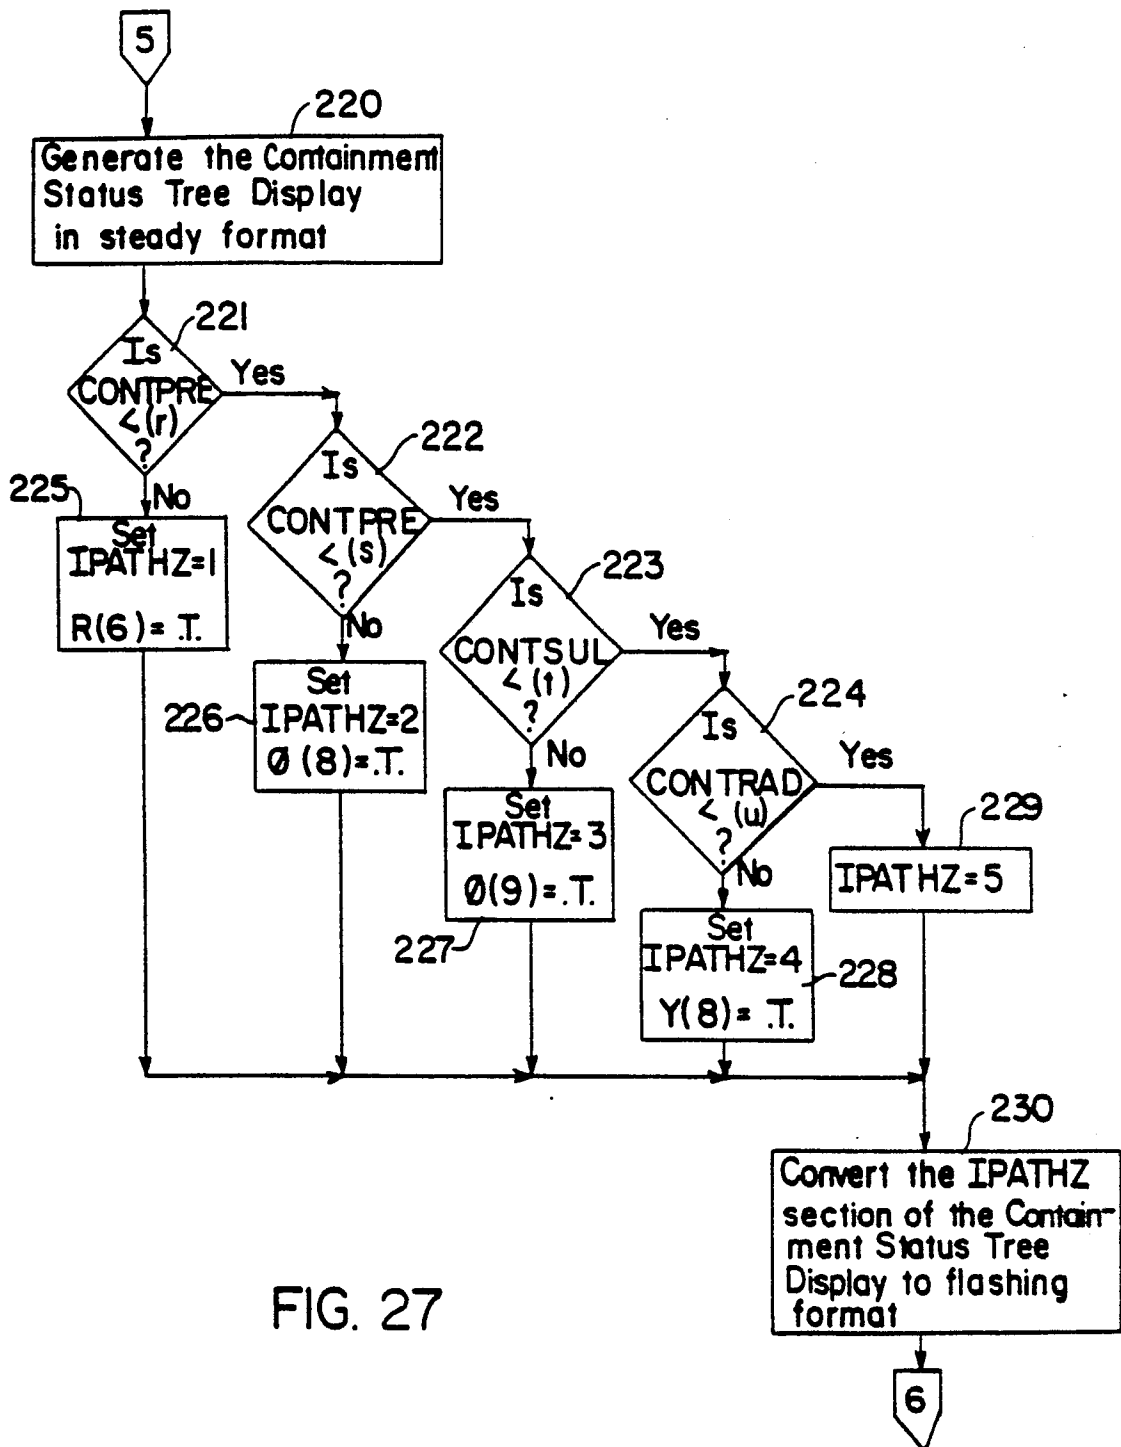 5
220
Generate the Containment
Status Tree Display
in steady format
221
Is
CONTPRE
<(r)
?
Yes
No
222
Is
CONTPRE
<(s)
?
Yes
No
225
Set
IPATHZ=1
R(6)= .T.
223
Is
CONTSUL
<(t)
?
Yes
No
226
Set
IPATHZ=2
Ø(8)=.T.
224
Is
CONTRAD
<(u)
?
Yes
No
Set
IPATHZ=3
Ø(9)=.T.
227
229
IPATHZ=5
Set
IPATHZ=4
Y(8)= .T.
228
230
Convert the IPATHZ
section of the Contain-
ment Status Tree
Display to flashing
format
FIG. 27
6